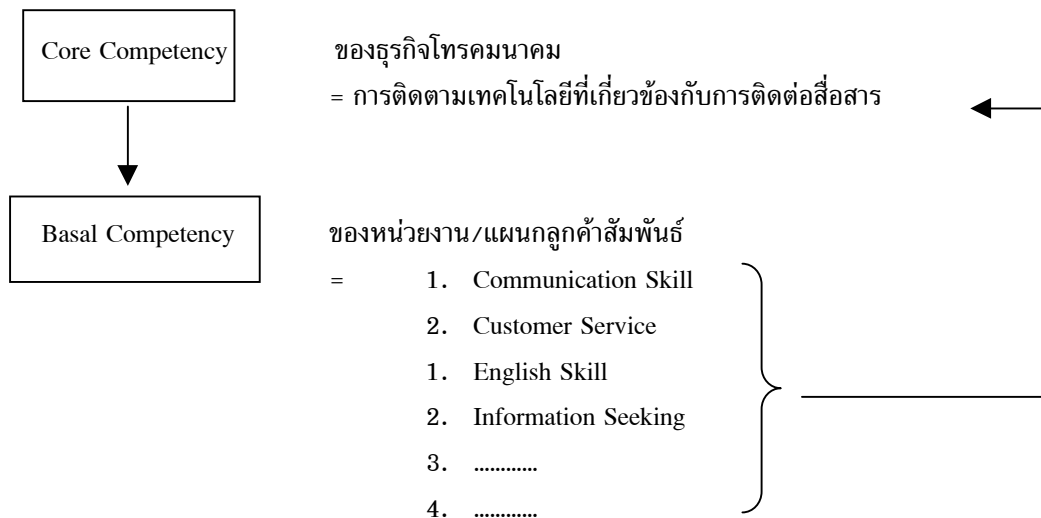 Core Competency ของธุรกิจโทรคมนาคม
= การติดตามเทคโนโลยีที่เกี่ยวข้องกับการติดต่อสื่อสาร
Basal Competency ของหน่วยงาน/แผนกลูกค้าสัมพันธ์
= 1. Communication Skill
2. Customer Service
1. English Skill
2. Information Seeking
3. ............
4. ............